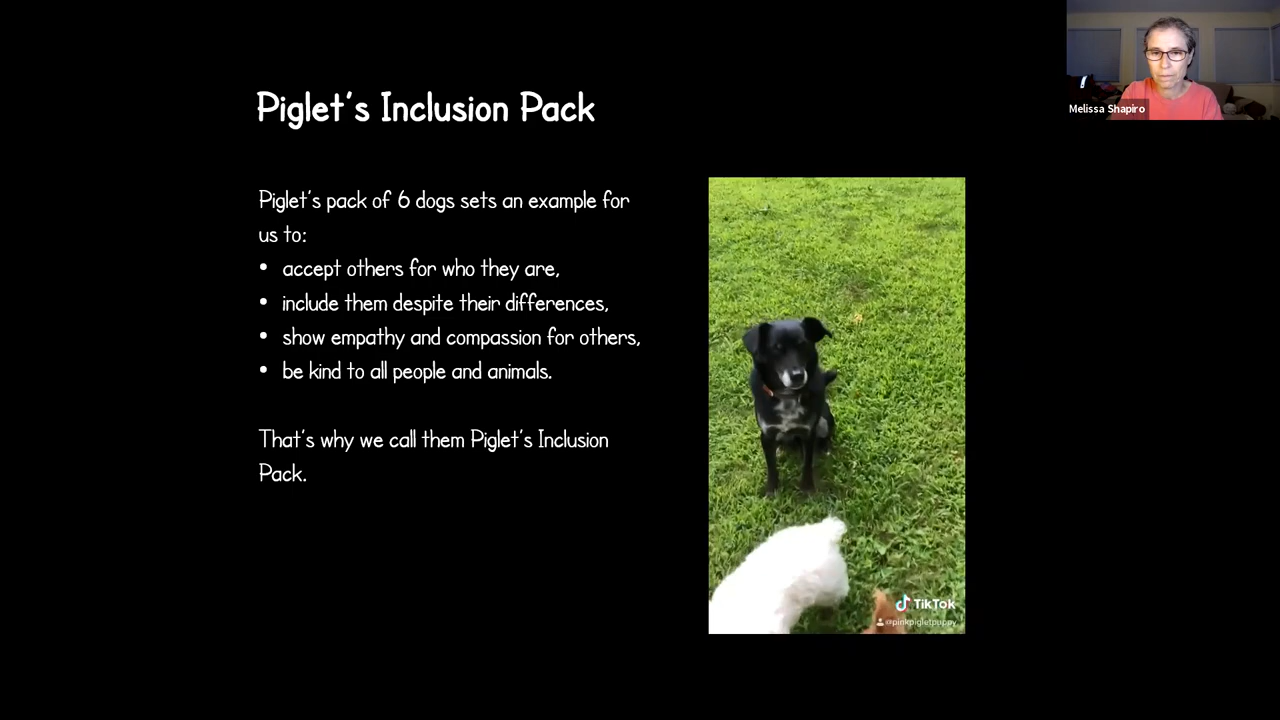 Melissa Shapiro
Piglet's Inclusion Pack
Piglet's pack of 6 dogs sets an example for
us to:
• accept others for who they are,
• include them despite their differences,
• show empathy and compassion for others,
• be kind to all people and animals.
That's why we call them Piglet's Inclusion
Pack.
TikTok
@pinkpigletpuppy